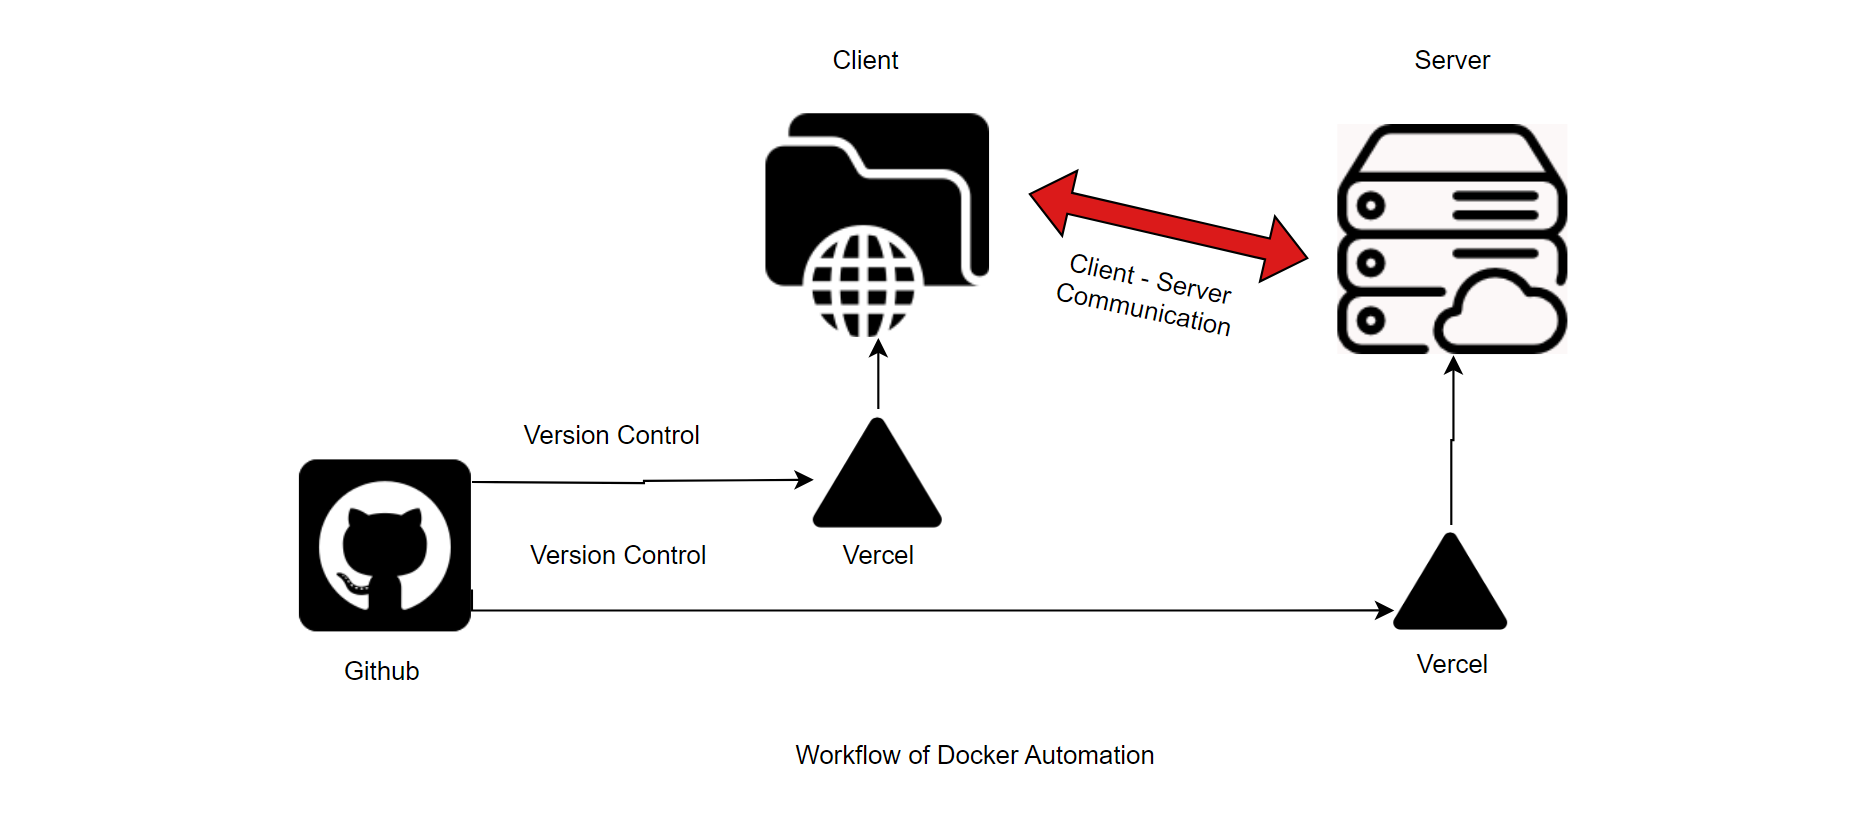 Client
Server
Client - Server
Communication
Version Control
Version Control
Vercel
Github
Vercel
Workflow of Docker Automation